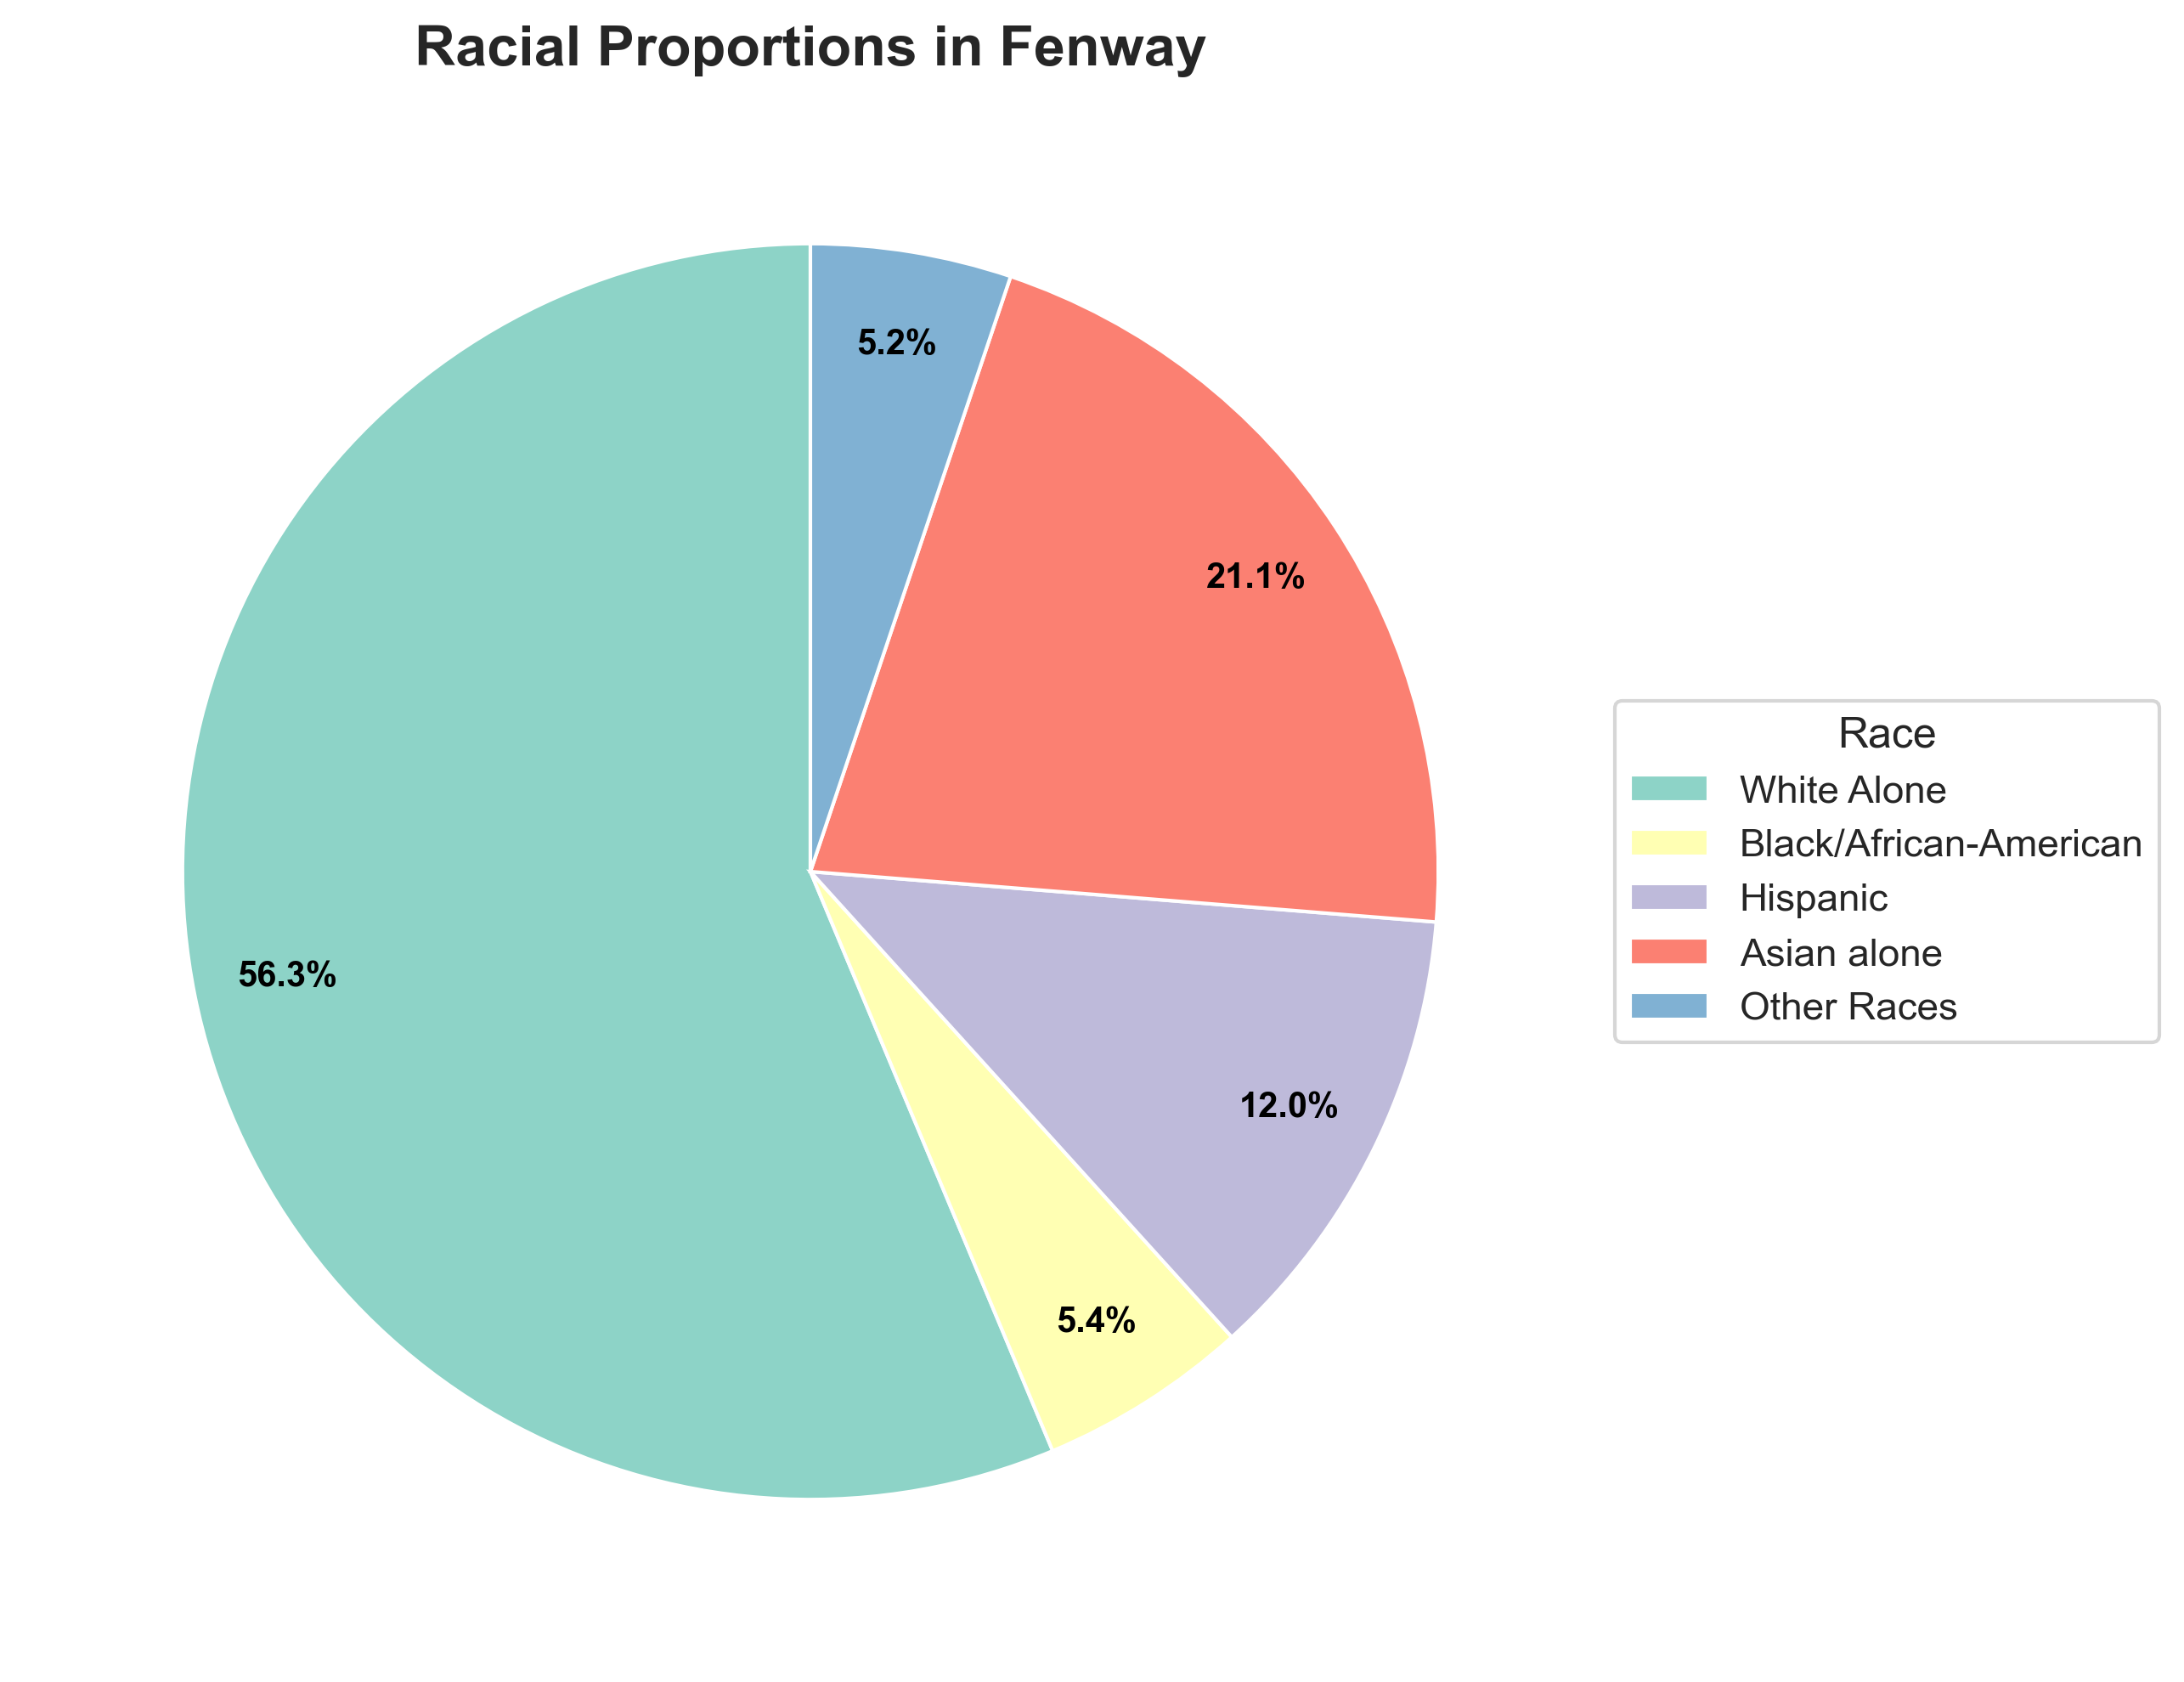 Racial Proportions in Fenway
5.2%
21.1%
56.3%
12.0%
5.4%
Race
White Alone
Black/African-American
Hispanic
Asian alone
Other Races